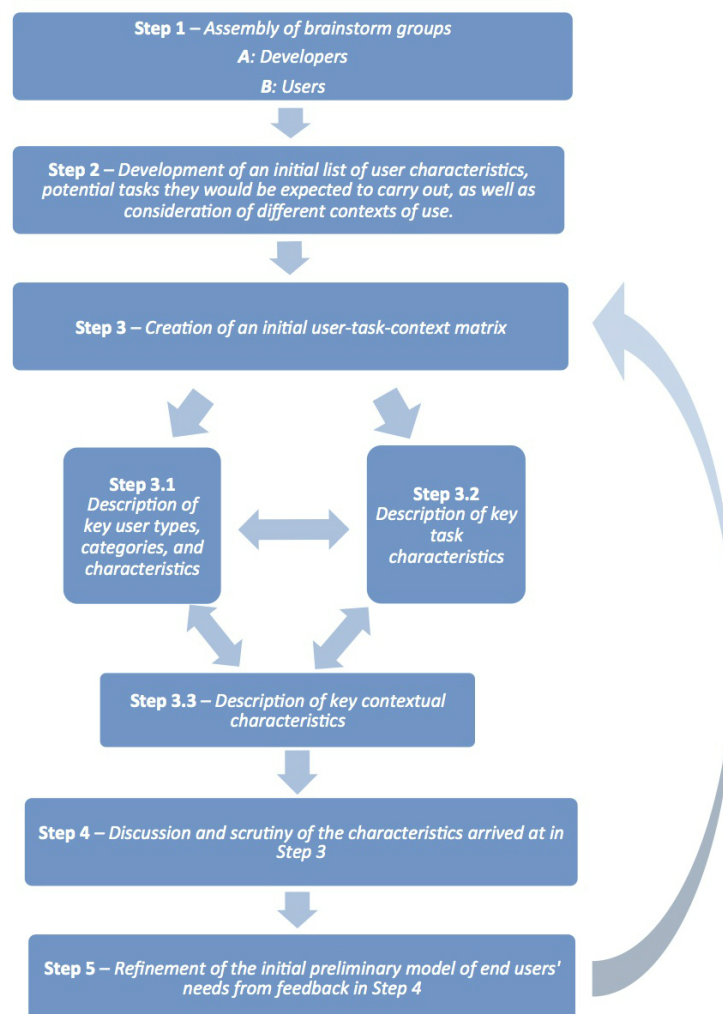 Step 1 – Assembly of brainstorm groups
A: Developers
B: Users
Step 2 – Development of an initial list of user characteristics,
potential tasks they would be expected to carry out, as well as
consideration of different contexts of use.
Step 3 – Creation of an initial user-task-context matrix
Step 3.1
Description of
key user types,
categories, and
characteristics
Step 3.2
Description of key
task
characteristics
Step 3.3 – Description of key contextual
characteristics
Step 4 – Discussion and scrutiny of the characteristics arrived at in
Step 3
Step 5 – Refinement of the initial preliminary model of end users'
needs from feedback in Step 4